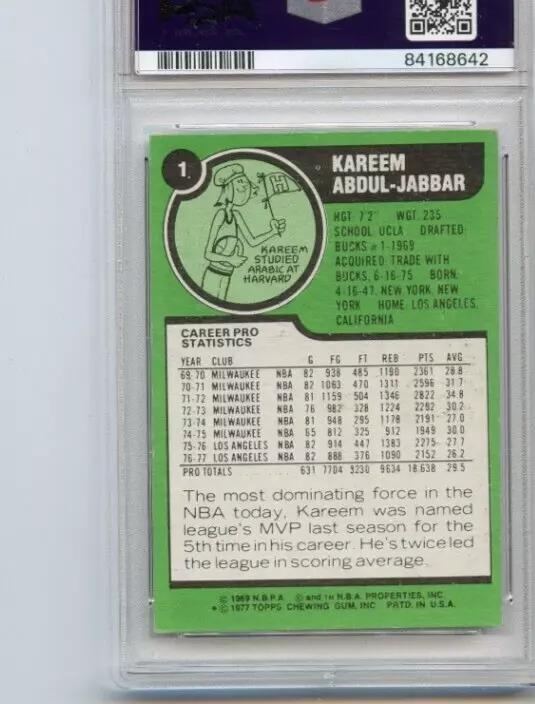 84168642
1
KAREEM
ABDUL-JABBAR
HGT. 7'2" WGT. 235
SCHOOL UCLA DRAFTED:
BUCKS #1-1969
ACQUIRED: TRADE WITH
BUCKS, 6-16-75 BORN:
4-16-47, NEW YORK, NEW
YORK HOME: LOS ANGELES,
CALIFORNIA
H
KAREEM
STUDIED
ARABIC AT
HARVARD
CAREER PRO
STATISTICS
YEAR CLUB G FG FT REB PTS AVG.
69-70 MILWAUKEE NBA 82 938 485 1190 2361 28.8
70-71 MILWAUKEE NBA 82 1063 470 1311 2596 31.7
71-72 MILWAUKEE NBA 81 1159 504 1346 2822 34.8
72-73 MILWAUKEE NBA 76 982 328 1224 2292 30.2
73-74 MILWAUKEE NBA 81 948 295 1178 2191 27.0
74-75 MILWAUKEE NBA 65 812 325 912 1949 30.0
75-76 LOS ANGELES NBA 82 914 447 1383 2275 27.7
76-77 LOS ANGELES NBA 82 888 376 1090 2152 26.2
PRO TOTALS 631 7704 3230 9634 18,638 29.5
The most dominating force in the
NBA today, Kareem was named
league's MVP last season for the
5th time in his career. He's twice led
the league in scoring average.
© 1969 N.B.P.A. © and TM N.B.A. PROPERTIES, INC.
*© 1977 TOPPS CHEWING GUM, INC. PRTD. IN U.S.A.